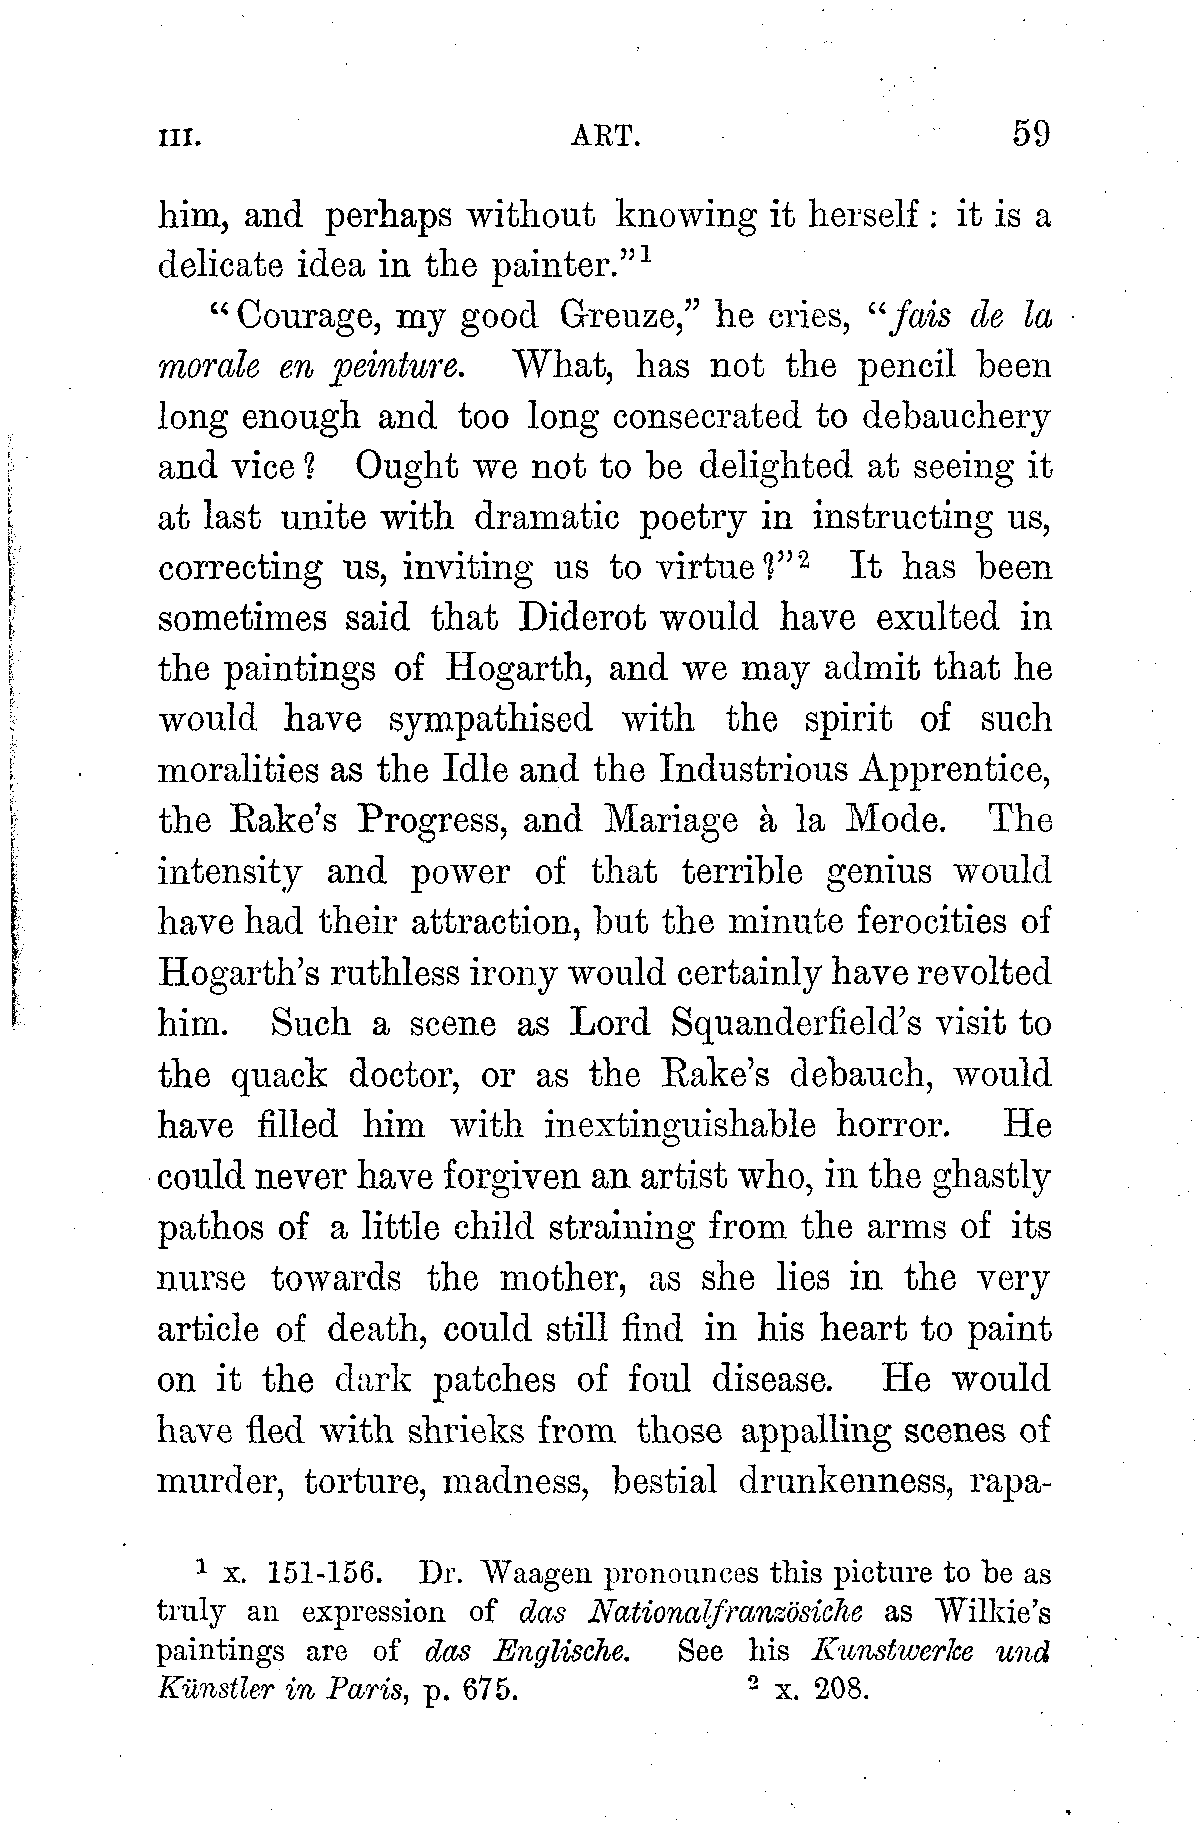 III. ART. 59
him, and perhaps without knowing it herself : it is a
delicate idea in the painter.”1
“Courage, my good Greuze,” he cries, “fais de la
morale en peinture. What, has not the pencil been
long enough and too long consecrated to debauchery
and vice ? Ought we not to be delighted at seeing it
at last unite with dramatic poetry in instructing us,
correcting us, inviting us to virtue ?”2 It has been
sometimes said that Diderot would have exulted in
the paintings of Hogarth, and we may admit that he
would have sympathised with the spirit of such
moralities as the Idle and the Industrious Apprentice,
the Rake’s Progress, and Mariage à la Mode. The
intensity and power of that terrible genius would
have had their attraction, but the minute ferocities of
Hogarth’s ruthless irony would certainly have revolted
him. Such a scene as Lord Squanderfield’s visit to
the quack doctor, or as the Rake’s debauch, would
have filled him with inextinguishable horror. He
could never have forgiven an artist who, in the ghastly
pathos of a little child straining from the arms of its
nurse towards the mother, as she lies in the very
article of death, could still find in his heart to paint
on it the dark patches of foul disease. He would
have fled with shrieks from those appalling scenes of
murder, torture, madness, bestial drunkenness, rapa-
1 x. 151-156. Dr. Waagen pronounces this picture to be as
truly an expression of das Nationalfranzösiche as Wilkie’s
paintings are of das Englische. See his Kunstwerke und
Künstler in Paris, p. 675. 2 x. 208.